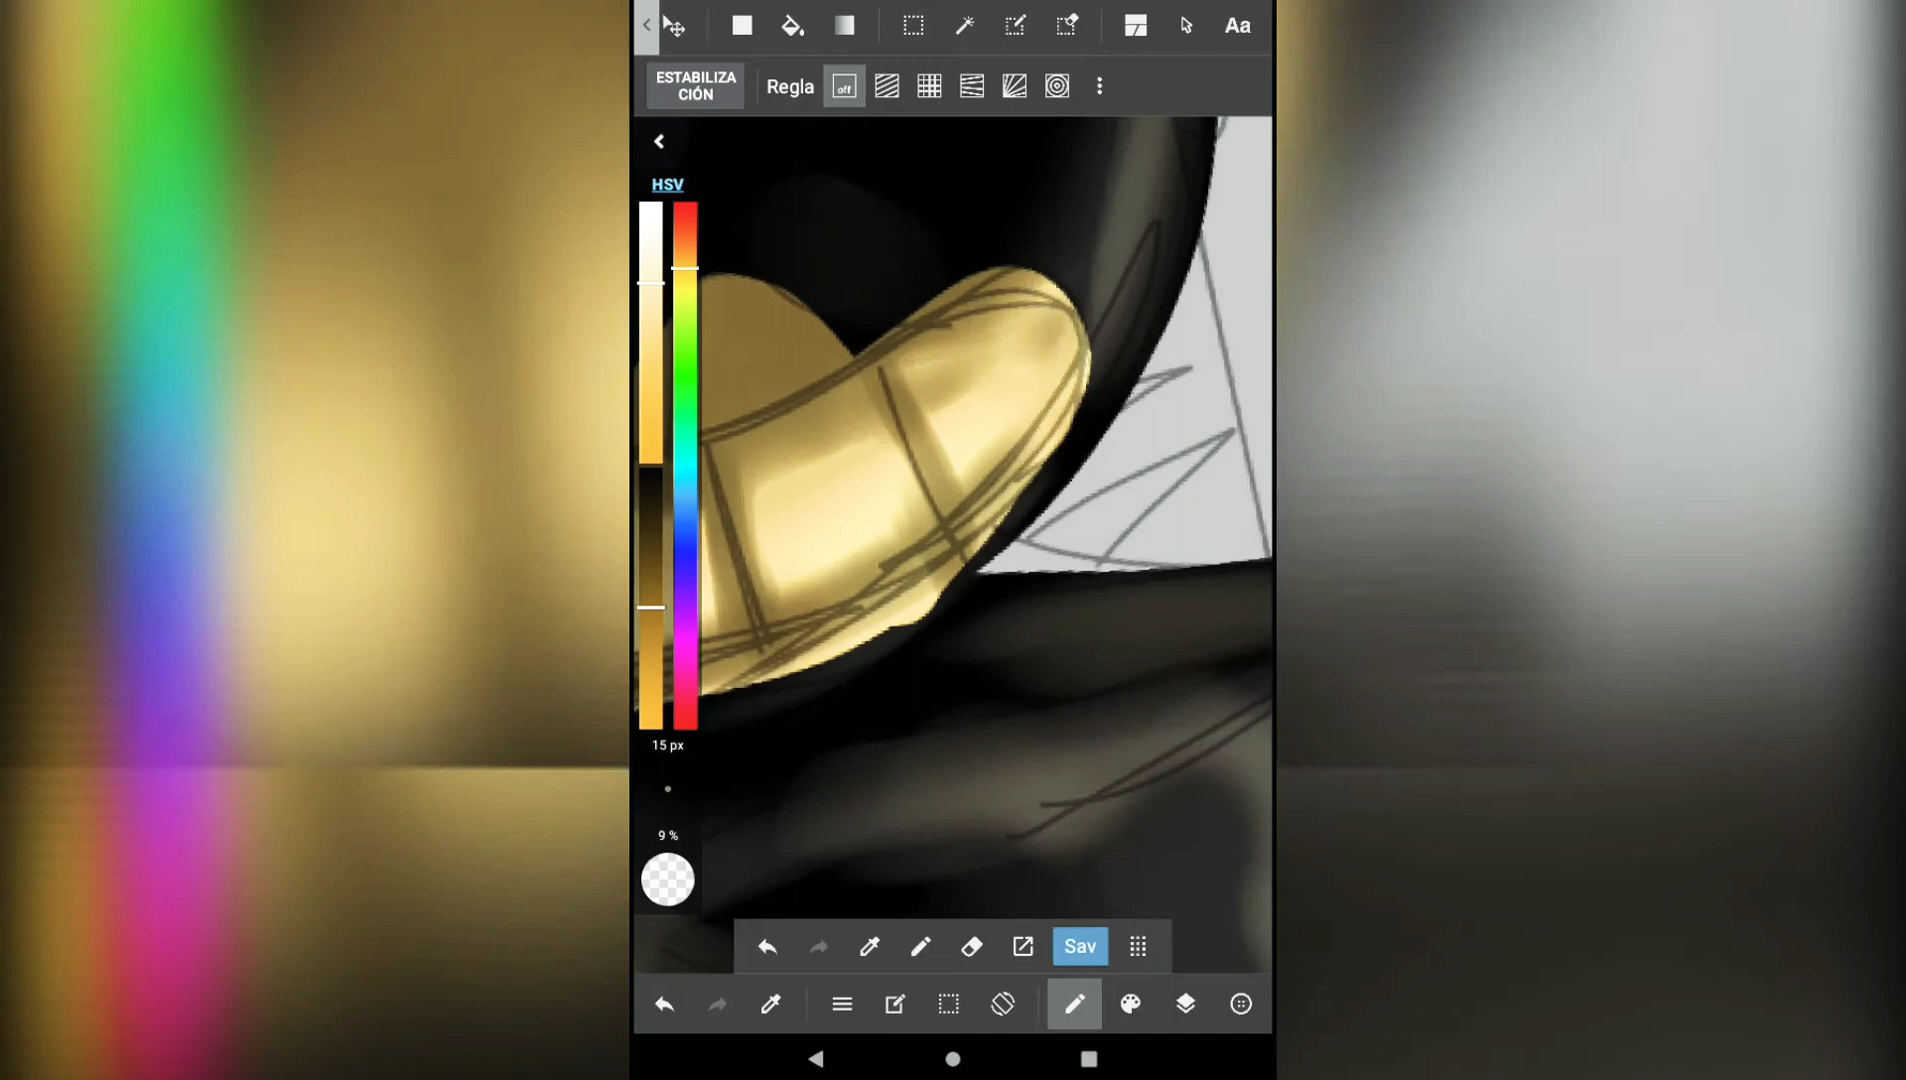 Aa
ESTABILIZA
CIÓN
Regla
off
HSV
15 px
9 %
Sav